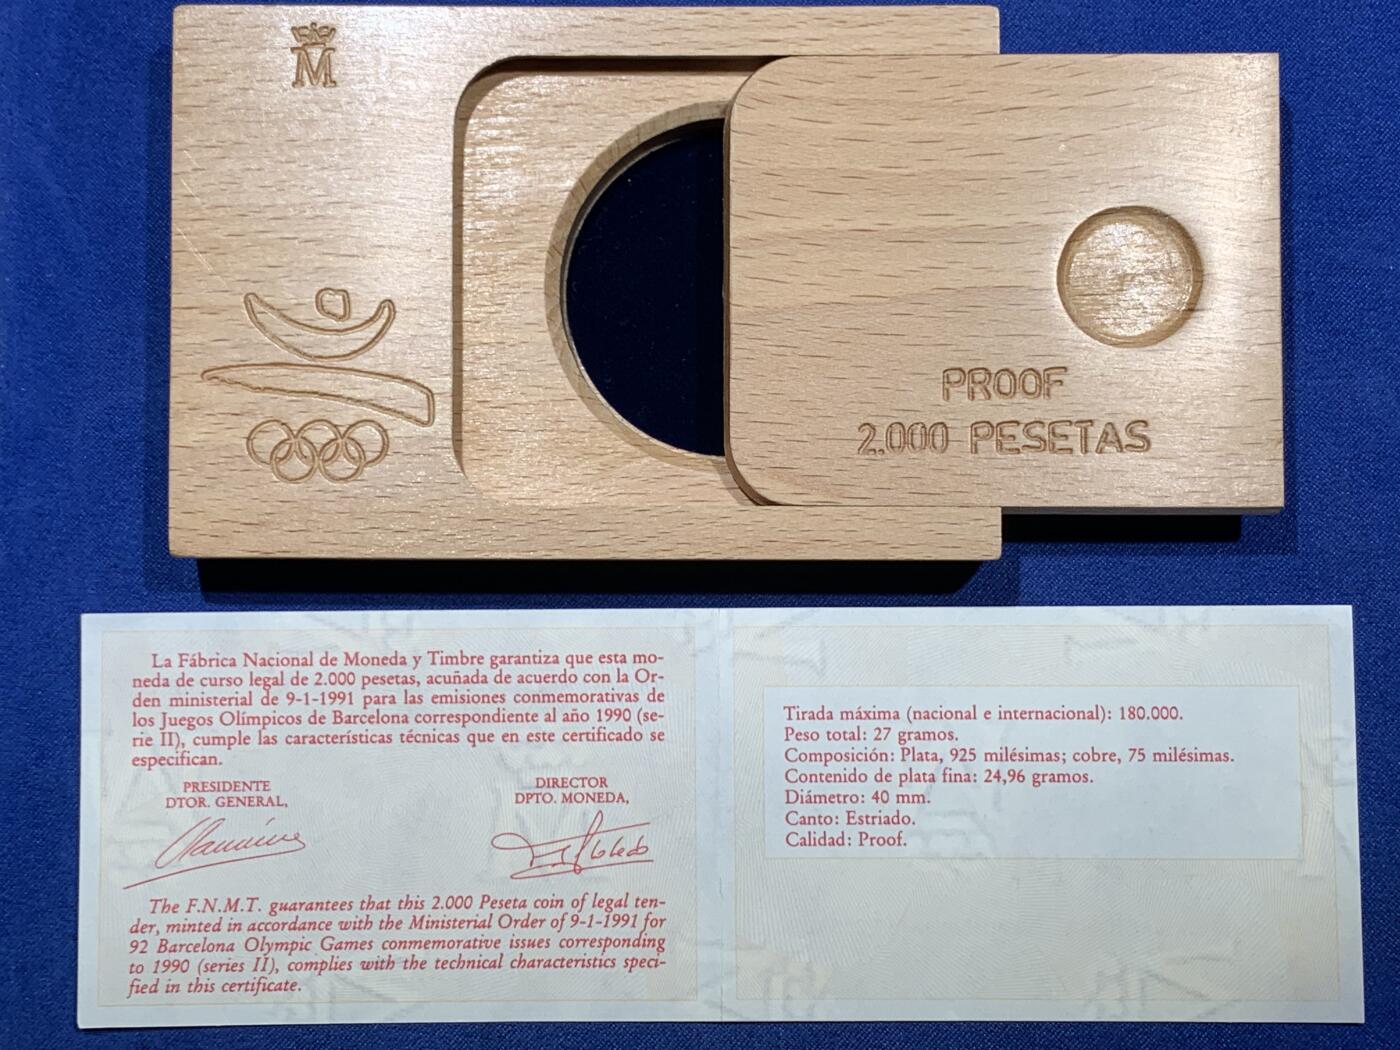 M
PROOF
2.000 PESETAS
La Fábrica Nacional de Moneda y Timbre garantiza que esta mo-
neda de curso legal de 2.000 pesetas, acuñada de acuerdo con la Or-
den ministerial de 9-1-1991 para las emisiones conmemorativas de
los Juegos Olímpicos de Barcelona correspondiente al año 1990 (se-
rie II), cumple las características técnicas que en este certificado se
especifican.
PRESIDENTE
DTOR. GENERAL,
DIRECTOR
DPTO. MONEDA,
The F.N.M.T. guarantees that this 2.000 Peseta coin of legal ten-
der, minted in accordance with the Ministerial Order of 9-1-1991 for
92 Barcelona Olympic Games conmemorative issues corresponding
to 1990 (series II), complies with the technical characteristics speci-
fied in this certificate.
Tirada máxima (nacional e internacional): 180.000.
Peso total: 27 gramos.
Composición: Plata, 925 milésimas; cobre, 75 milésimas.
Contenido de plata fina: 24,96 gramos.
Diámetro: 40 mm.
Canto: Estriado.
Calidad: Proof.